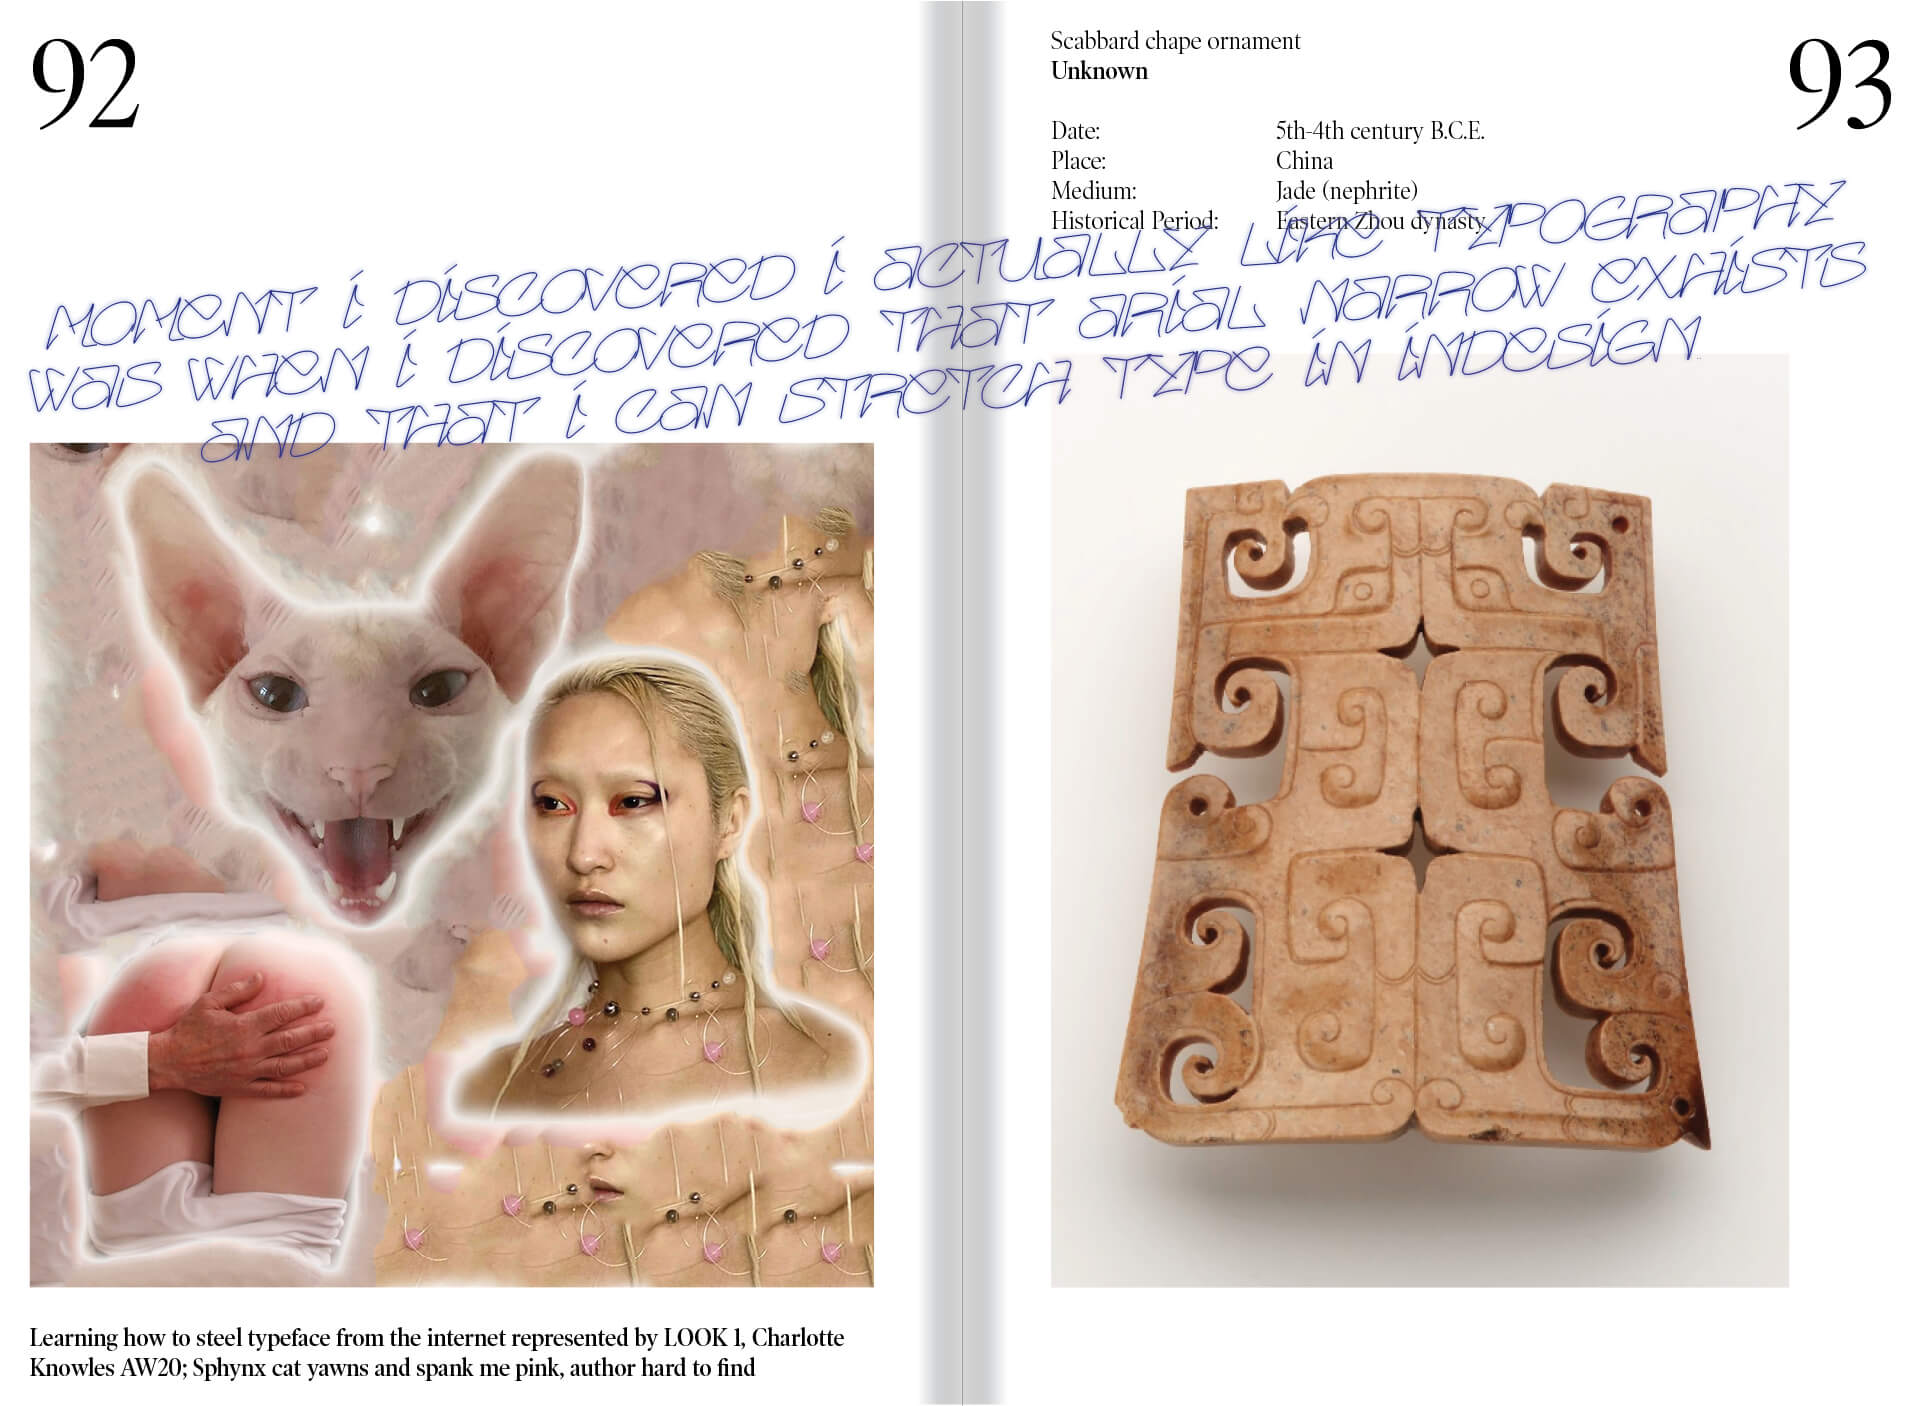 92
Scabbard chape ornament
Unknown
93
Date: 5th-4th century B.C.E.
Place: China
Medium: Jade (nephrite)
Historical Period: Eastern Zhou dynasty
MOMENT i DiSCOVERED i ACTUALLY LiKE TYPOGRAPHY
WAS WHEN i DiSCOVERED THAT ARiAL NARROW EXHiSTS
AND THAT i CAN STRETCH TYPE iN iNDESiGN
Learning how to steel typeface from the internet represented by LOOK 1, Charlotte
Knowles AW20; Sphynx cat yawns and spank me pink, author hard to find